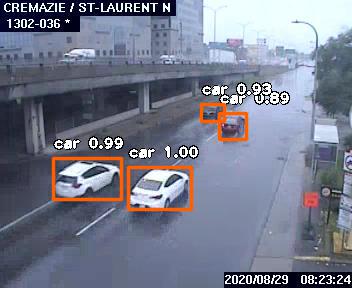 CREMAZIE / ST-LAURENT N
1302-036 *
car 0.93
car 0.89
car 0.99
car 1.00
2020/08/29 08:23:24